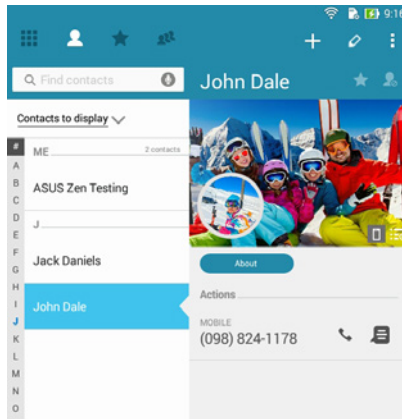 9:16
Find contacts
John Dale
Contacts to display
#
ME
2 contacts
A
B
ASUS Zen Testing
C
D
J
E
F
Jack Daniels
G
H
I
John Dale
J
K
L
M
N
O
About
Actions
MOBILE
(098) 824-1178